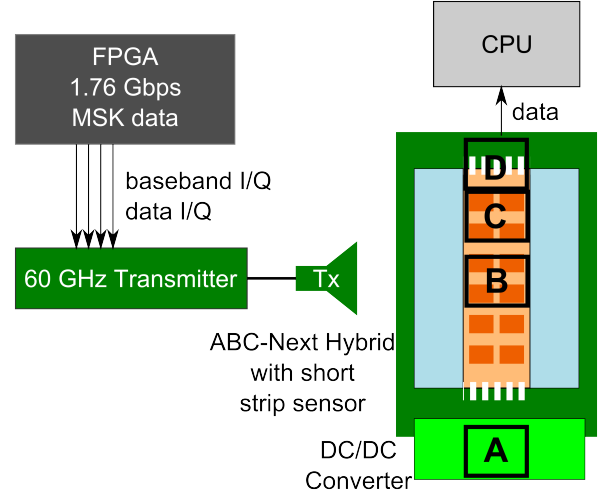 FPGA
1.76 Gbps
MSK data
baseband I/Q
data I/Q
60 GHz Transmitter
Tx
CPU
data
D
C
B
ABC-Next Hybrid
with short
strip sensor
DC/DC
Converter
A